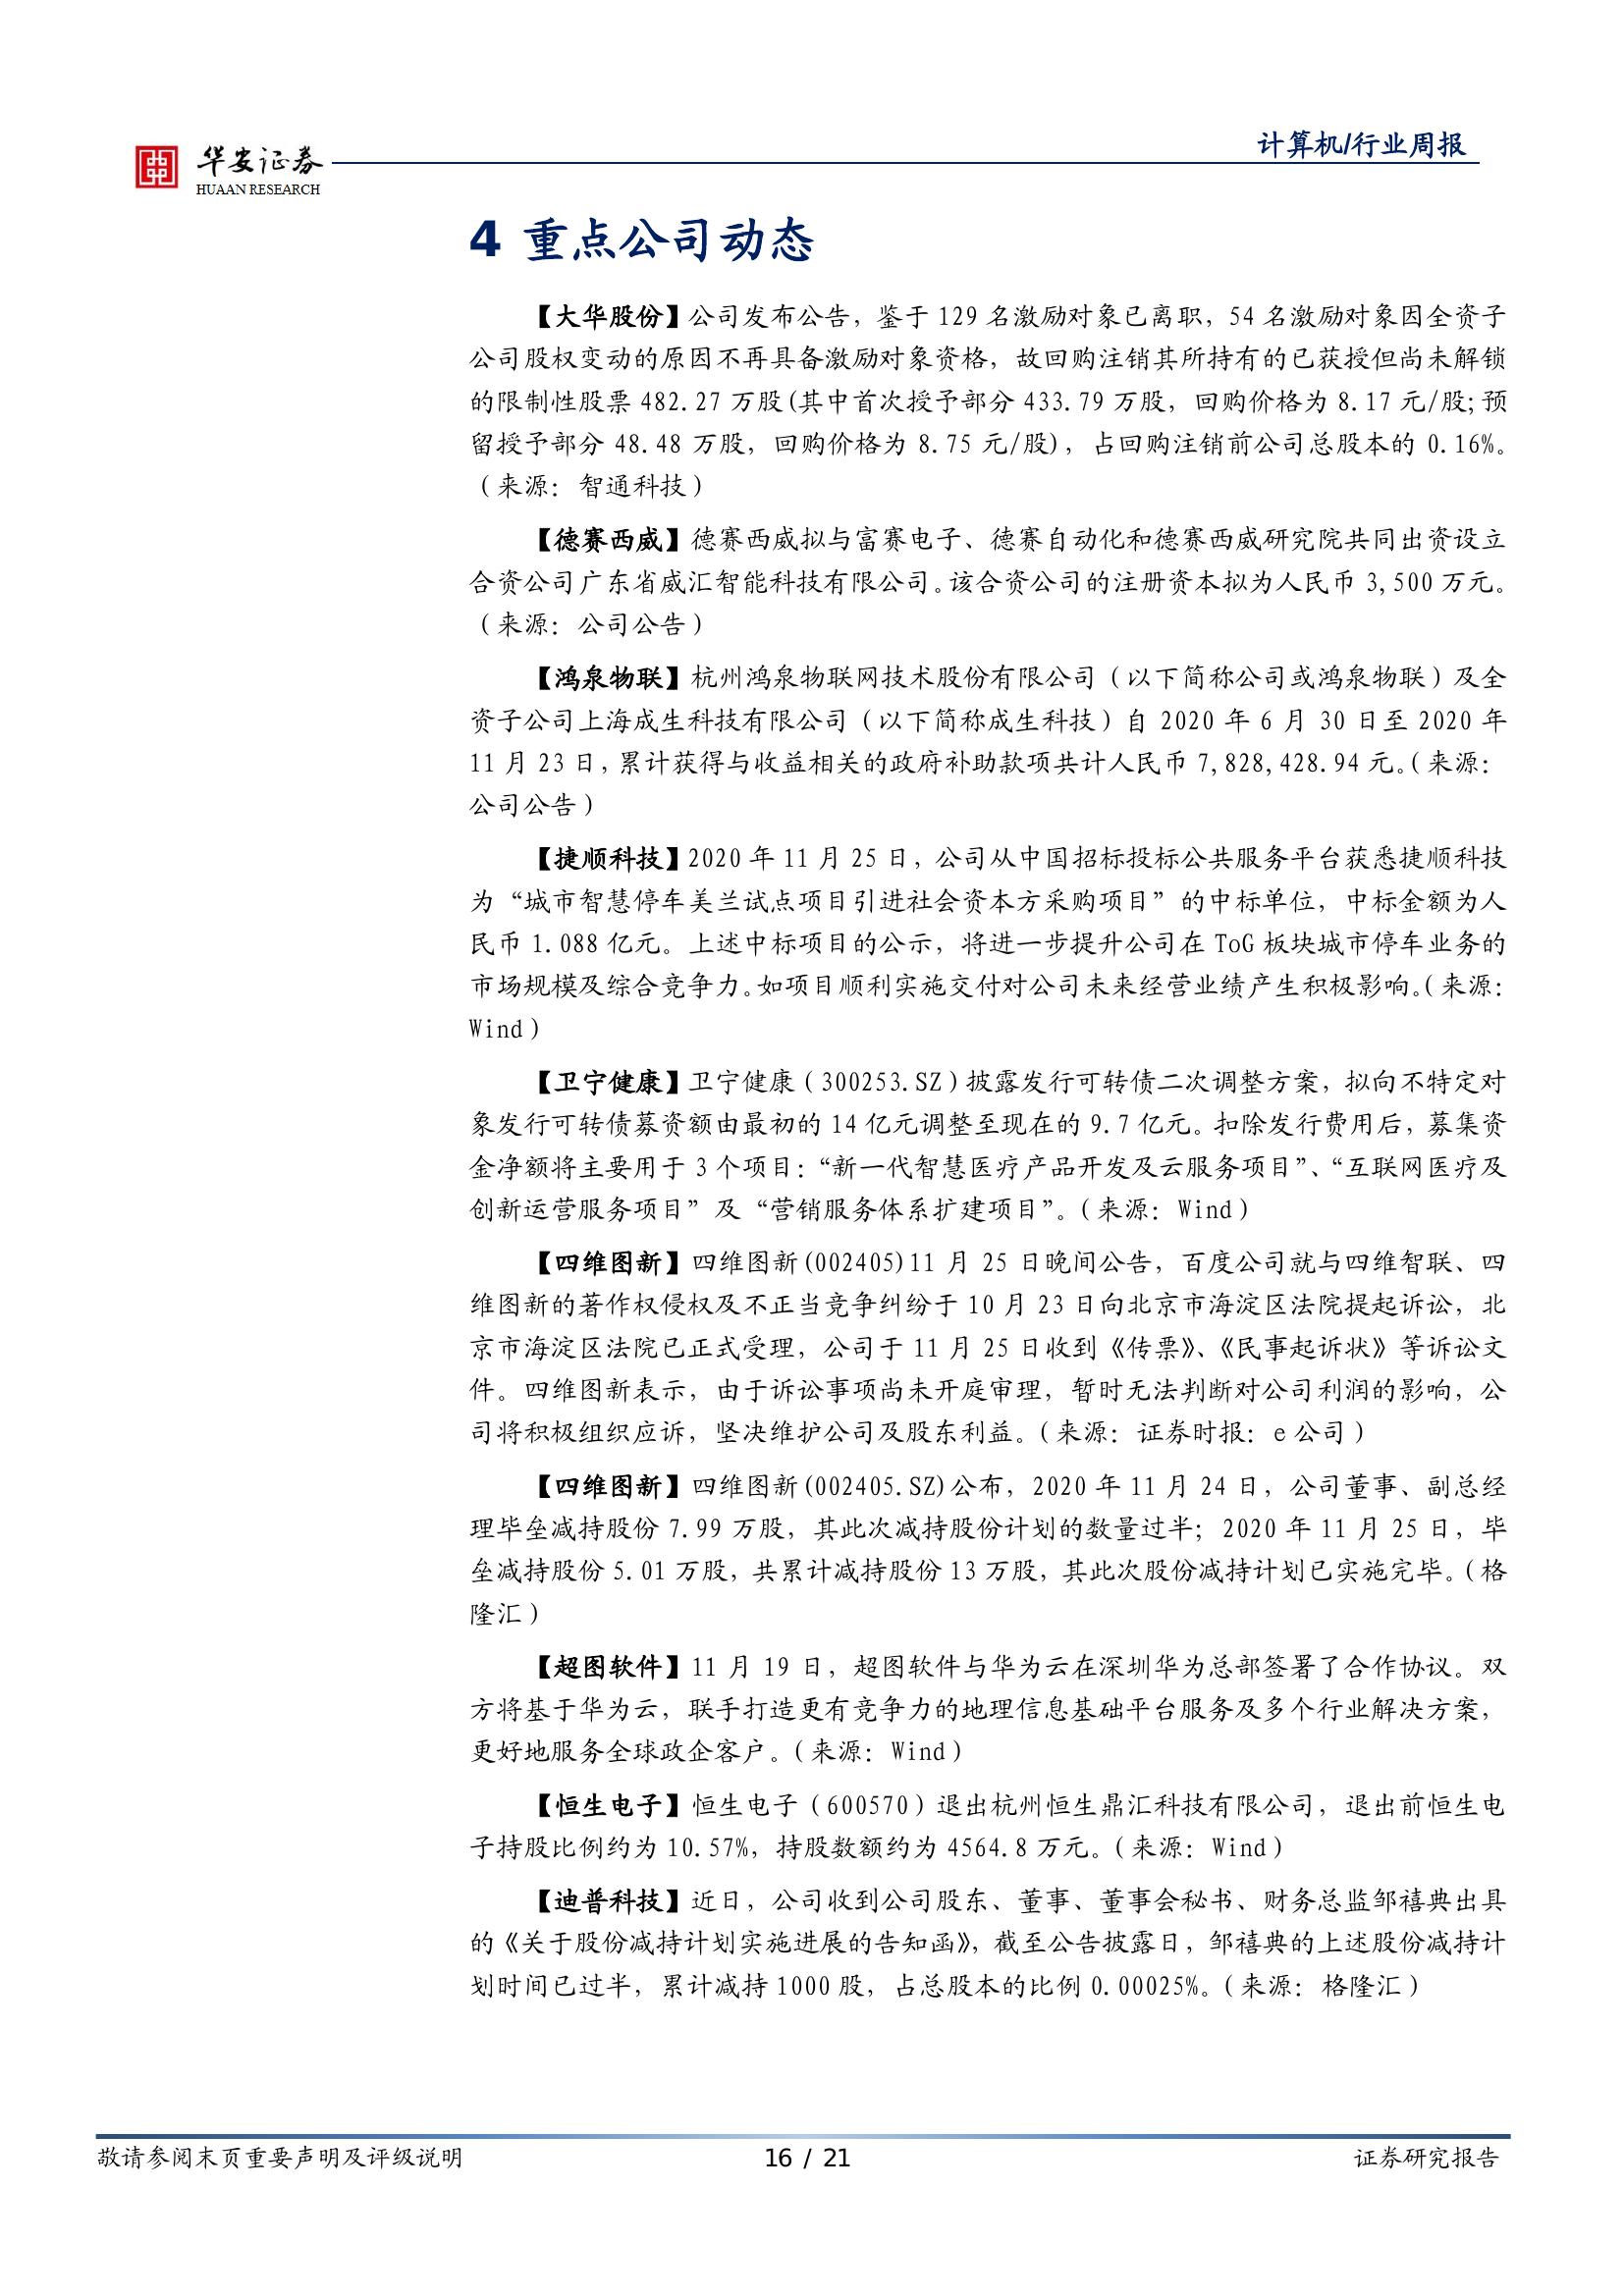 华安证券
HUAAN RESEARCH
计算机/行业周报
4 重点公司动态
【大华股份】公司发布公告，鉴于 129 名激励对象已离职，54 名激励对象因全资子
公司股权变动的原因不再具备激励对象资格，故回购注销其所持有的已获授但尚未解锁
的限制性股票 482.27 万股(其中首次授予部分 433.79 万股，回购价格为 8.17 元/股;预
留授予部分 48.48 万股，回购价格为 8.75 元/股)，占回购注销前公司总股本的 0.16%。
（来源：智通科技）
【德赛西威】德赛西威拟与富赛电子、德赛自动化和德赛西威研究院共同出资设立
合资公司广东省威汇智能科技有限公司。该合资公司的注册资本拟为人民币 3,500 万元。
（来源：公司公告）
【鸿泉物联】杭州鸿泉物联网技术股份有限公司（以下简称公司或鸿泉物联）及全
资子公司上海成生科技有限公司（以下简称成生科技）自 2020 年 6 月 30 日至 2020 年
11 月 23 日，累计获得与收益相关的政府补助款项共计人民币 7,828,428.94 元。（来源：
公司公告）
【捷顺科技】2020 年 11 月 25 日，公司从中国招标投标公共服务平台获悉捷顺科技
为“城市智慧停车美兰试点项目引进社会资本方采购项目”的中标单位，中标金额为人
民币 1.088 亿元。上述中标项目的公示，将进一步提升公司在 ToG 板块城市停车业务的
市场规模及综合竞争力。如项目顺利实施交付对公司未来经营业绩产生积极影响。（来源：
Wind）
【卫宁健康】卫宁健康（300253.SZ）披露发行可转债二次调整方案，拟向不特定对
象发行可转债募资额由最初的 14 亿元调整至现在的 9.7 亿元。扣除发行费用后，募集资
金净额将主要用于 3 个项目：“新一代智慧医疗产品开发及云服务项目”、“互联网医疗及
创新运营服务项目”及“营销服务体系扩建项目”。（来源：Wind）
【四维图新】四维图新(002405)11 月 25 日晚间公告，百度公司就与四维智联、四
维图新的著作权侵权及不正当竞争纠纷于 10 月 23 日向北京市海淀区法院提起诉讼，北
京市海淀区法院已正式受理，公司于 11 月 25 日收到《传票》、《民事起诉状》等诉讼文
件。四维图新表示，由于诉讼事项尚未开庭审理，暂时无法判断对公司利润的影响，公
司将积极组织应诉，坚决维护公司及股东利益。（来源：证券时报：e 公司）
【四维图新】四维图新(002405.SZ)公布，2020 年 11 月 24 日，公司董事、副总经
理毕垒减持股份 7.99 万股，其此次减持股份计划的数量过半；2020 年 11 月 25 日，毕
垒减持股份 5.01 万股，共累计减持股份 13 万股，其此次股份减持计划已实施完毕。（格
隆汇）
【超图软件】11 月 19 日，超图软件与华为云在深圳华为总部签署了合作协议。双
方将基于华为云，联手打造更有竞争力的地理信息基础平台服务及多个行业解决方案，
更好地服务全球政企客户。（来源：Wind）
【恒生电子】恒生电子（600570）退出杭州恒生鼎汇科技有限公司，退出前恒生电
子持股比例约为 10.57%，持股数额约为 4564.8 万元。（来源：Wind）
【迪普科技】近日，公司收到公司股东、董事、董事会秘书、财务总监邹禧典出具
的《关于股份减持计划实施进展的告知函》，截至公告披露日，邹禧典的上述股份减持计
划时间已过半，累计减持 1000 股，占总股本的比例 0.00025%。（来源：格隆汇）
敬请参阅末页重要声明及评级说明
16 / 21
证券研究报告